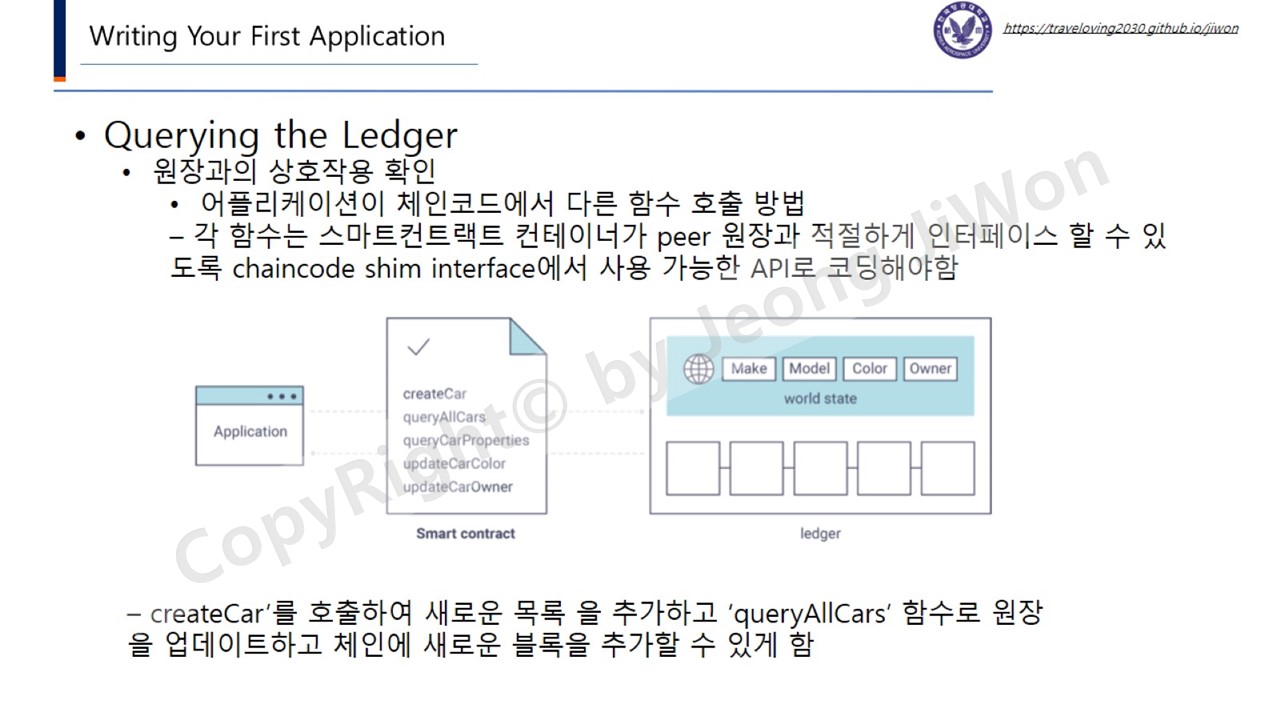 Writing Your First Application
https://traveloving2030.github.io/jiwon
• Querying the Ledger
• 원장과의 상호작용 확인
• 어플리케이션이 체인코드에서 다른 함수 호출 방법
– 각 함수는 스마트컨트랙트 컨테이너가 peer 원장과 적절하게 인터페이스 할 수 있
도록 chaincode shim interface에서 사용 가능한 API로 코딩해야함
Application
createCar
queryAllCars
queryCarProperties
updateCarColor
updateCarOwner
Smart contract
Make Model Color Owner
world state
ledger
CopyRight© by Jeong JiWon
– createCar’를 호출하여 새로운 목록 을 추가하고 ‘queryAllCars’ 함수로 원장
을 업데이트하고 체인에 새로운 블록을 추가할 수 있게 함